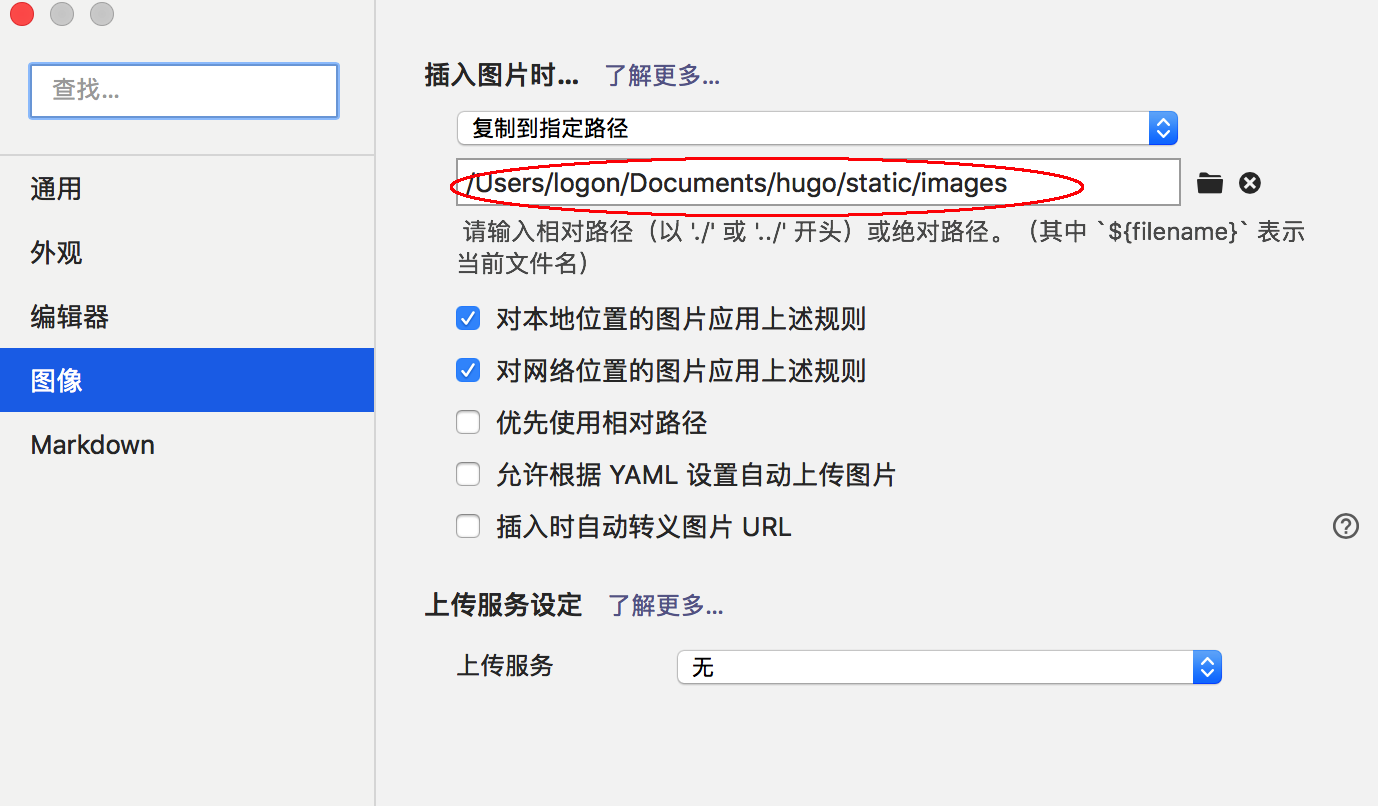 查找...
通用
外观
编辑器
图像
Markdown
插入图片时... 了解更多...
复制到指定路径
/Users/logon/Documents/hugo/static/images
请输入相对路径（以 './' 或 '../' 开头）或绝对路径。（其中 `${filename}` 表示
当前文件名）
对本地位置的图片应用上述规则
对网络位置的图片应用上述规则
优先使用相对路径
允许根据 YAML 设置自动上传图片
插入时自动转义图片 URL
上传服务设定 了解更多...
上传服务 无